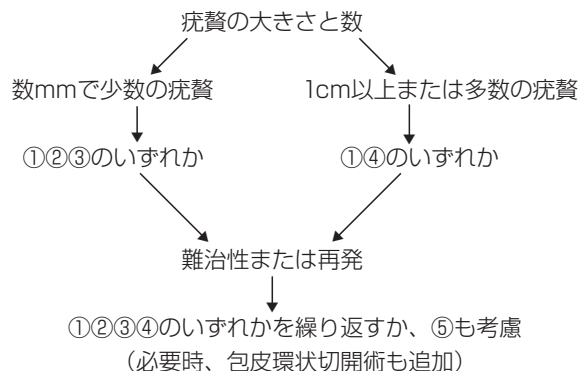 疣贅の大きさと数
数mmで少数の疣贅
1cm以上または多数の疣贅
①②③のいずれか
①④のいずれか
難治性または再発
①②③④のいずれかを繰り返すか、⑤も考慮
（必要時、包皮環状切開術も追加）